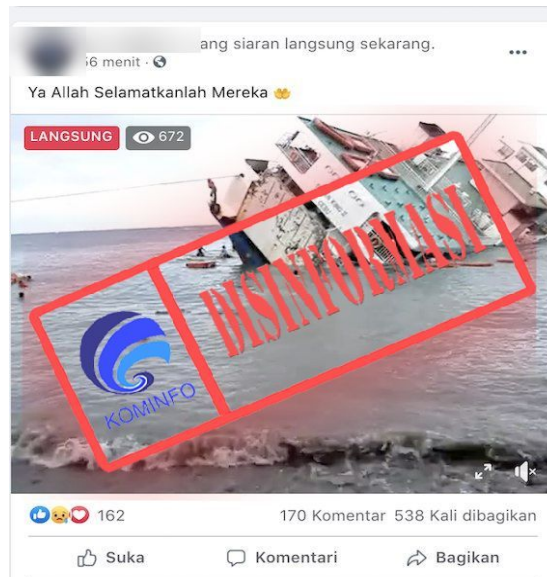 ang siaran langsung sekarang.
56 menit ·
Ya Allah Selamatkanlah Mereka 🤲
LANGSUNG 672
DISINFORMASI
KOMINFO
162 170 Komentar 538 Kali dibagikan
Suka Komentari Bagikan